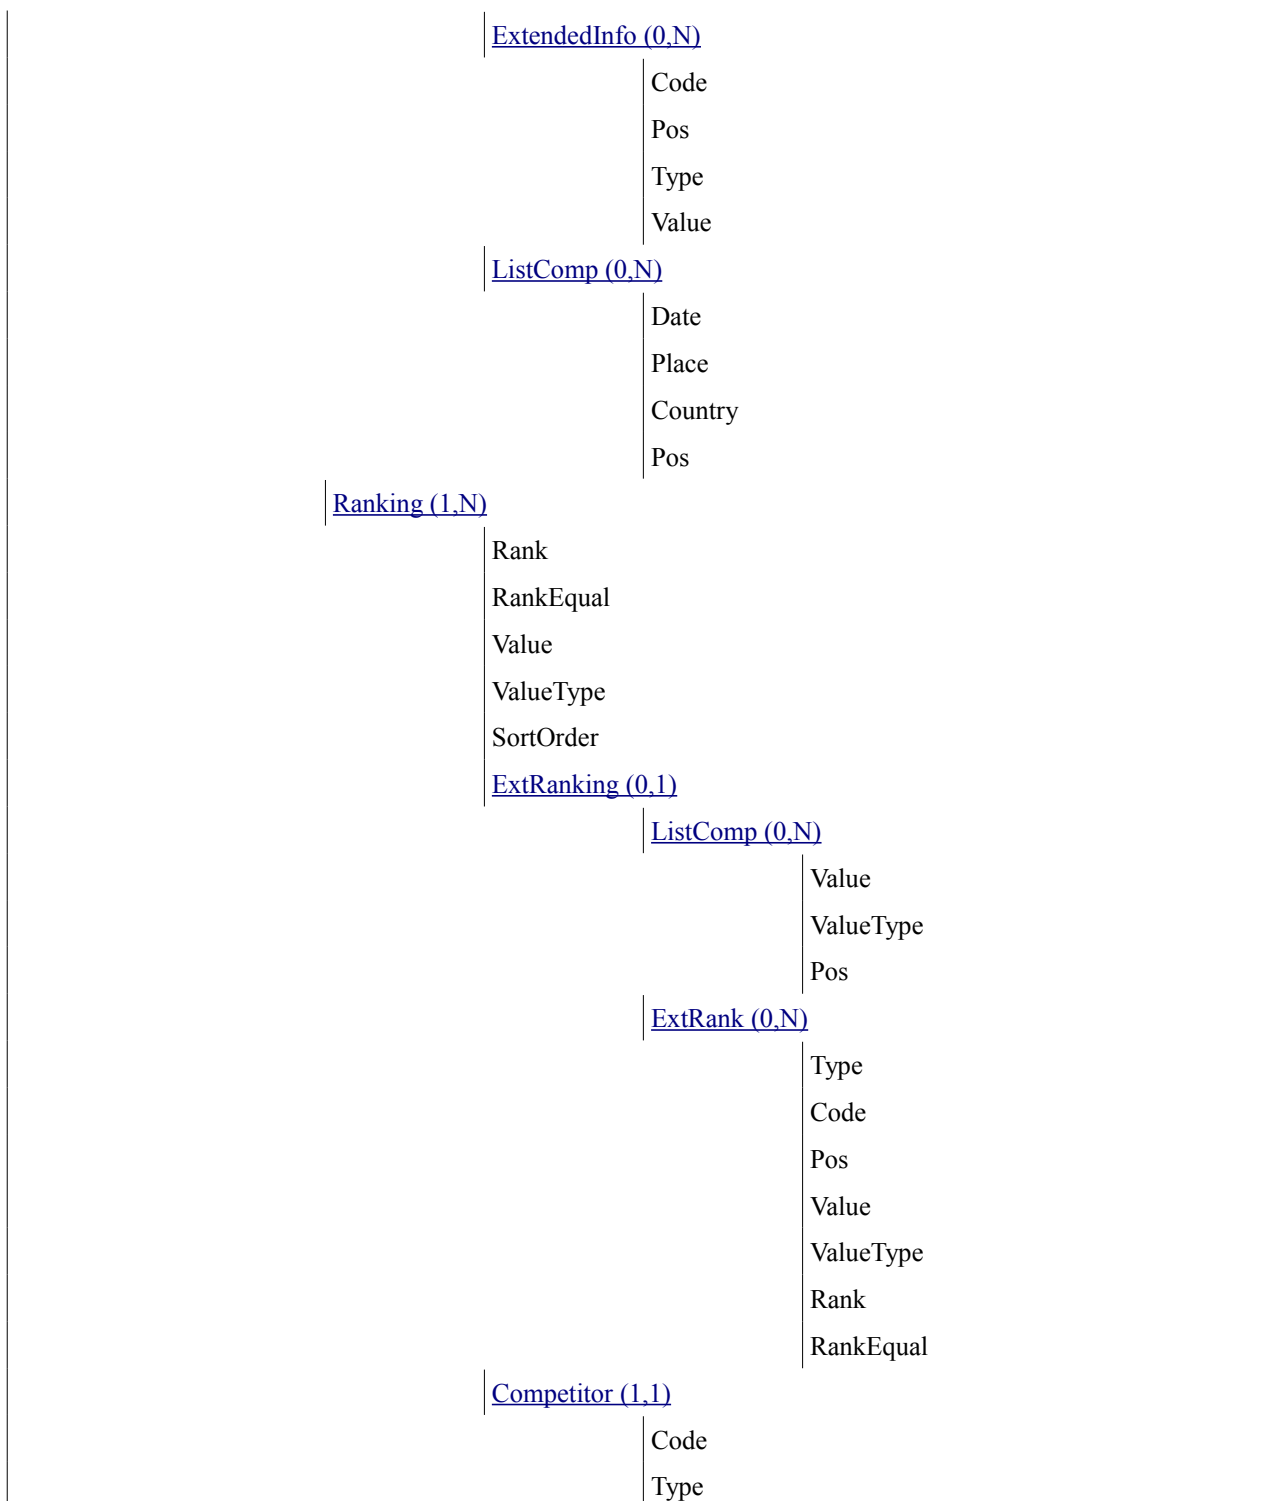 ExtendedInfo (0,N)
Code
Pos
Type
Value
ListComp (0,N)
Date
Place
Country
Pos
Ranking (1,N)
Rank
RankEqual
Value
ValueType
SortOrder
ExtRanking (0,1)
ListComp (0,N)
Value
ValueType
Pos
ExtRank (0,N)
Type
Code
Pos
Value
ValueType
Rank
RankEqual
Competitor (1,1)
Code
Type